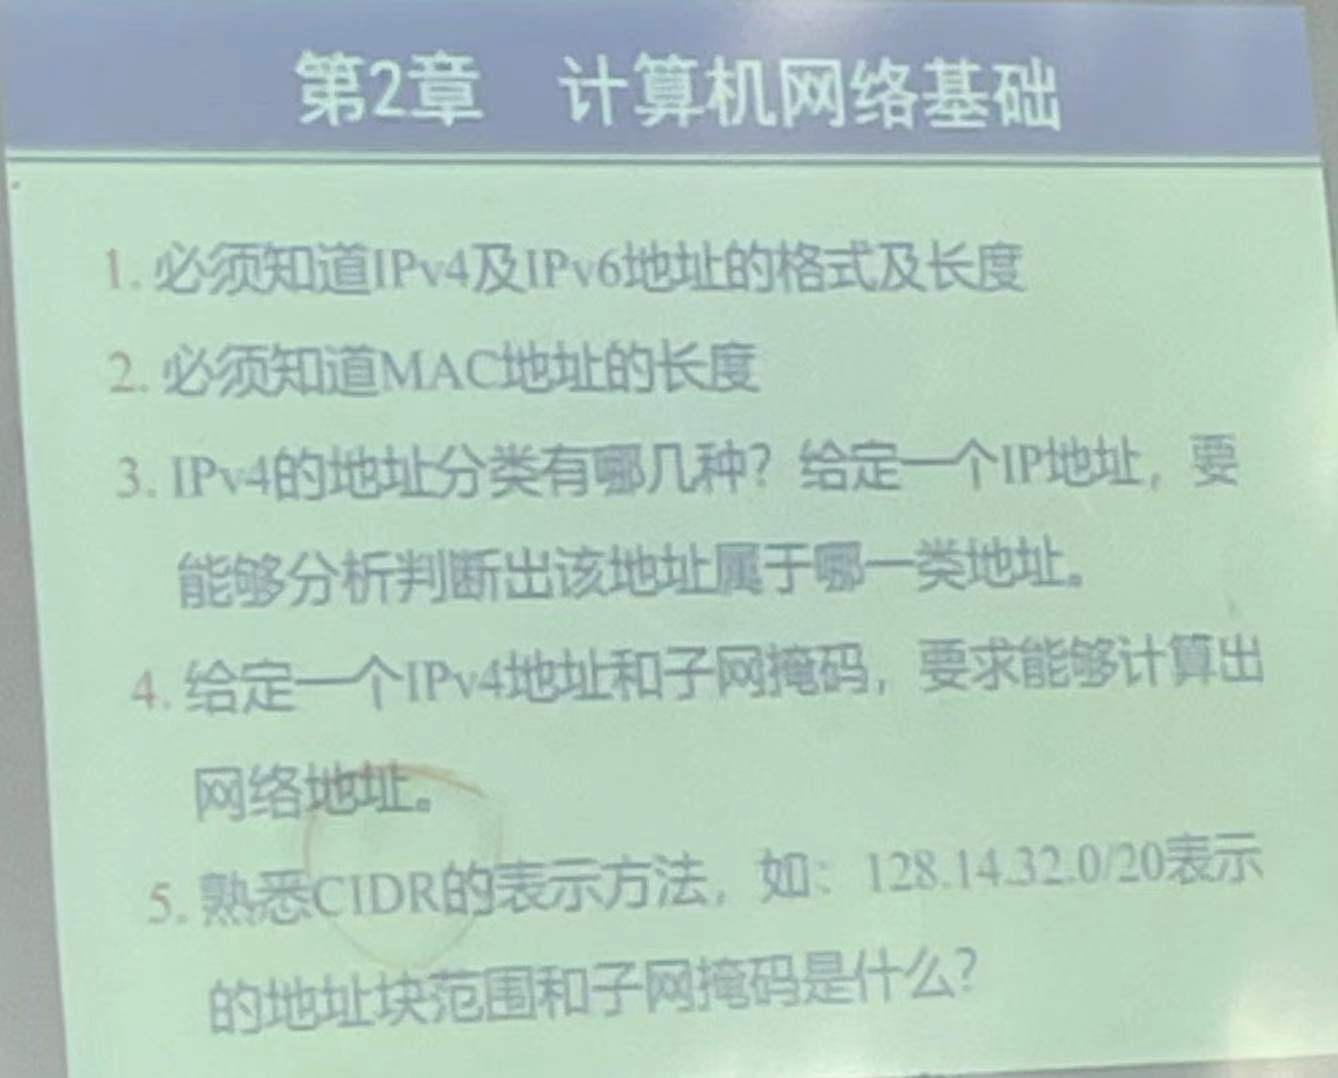 第2章 计算机网络基础
1. 必须知道IPv4及IPv6地址的格式及长度
2. 必须知道MAC地址的长度
3. IPv4的地址分类有哪几种？给定一个IP地址，要
能够分析判断出该地址属于哪一类地址。
4. 给定一个IPv4地址和子网掩码，要求能够计算出
网络地址。
5. 熟悉CIDR的表示方法，如：128.14.32.0/20表示
的地址块范围和子网掩码是什么？